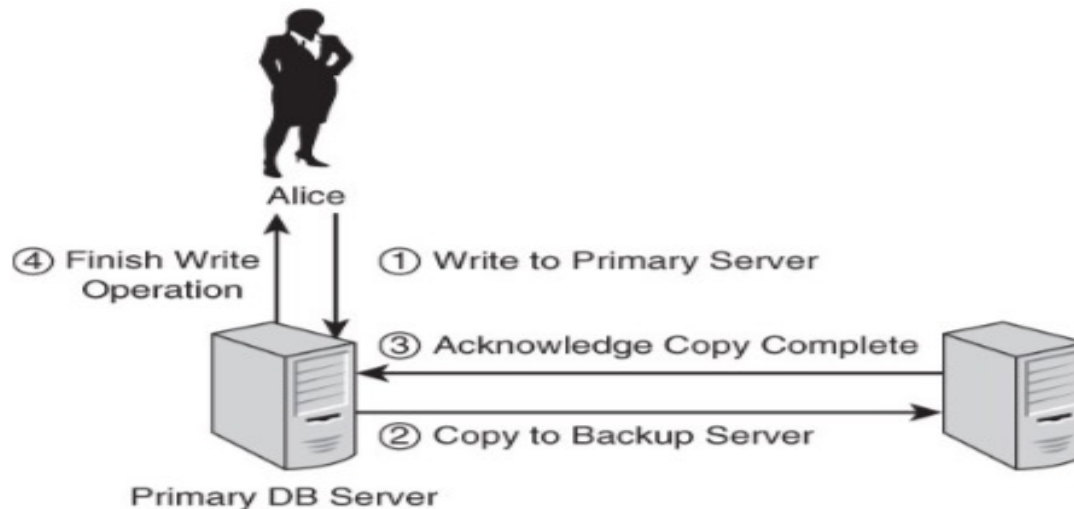 Alice
④ Finish Write
Operation
① Write to Primary Server
③ Acknowledge Copy Complete
② Copy to Backup Server
Primary DB Server